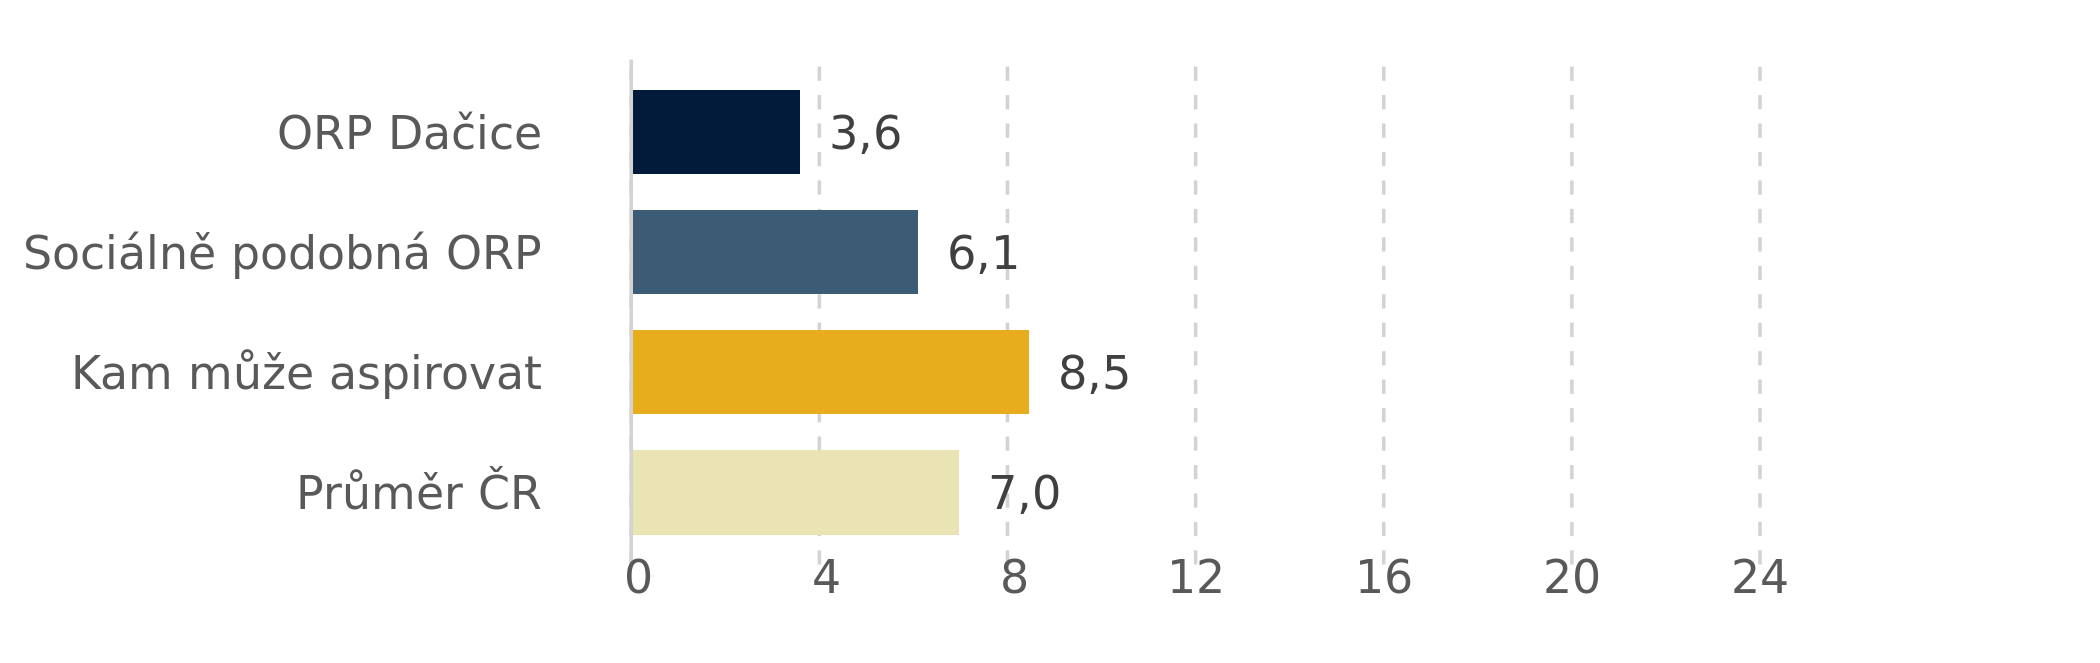 ORP Dačice 3,6
Sociálně podobná ORP 6,1
Kam může aspirovat 8,5
Průměr ČR 7,0
0 4 8 12 16 20 24